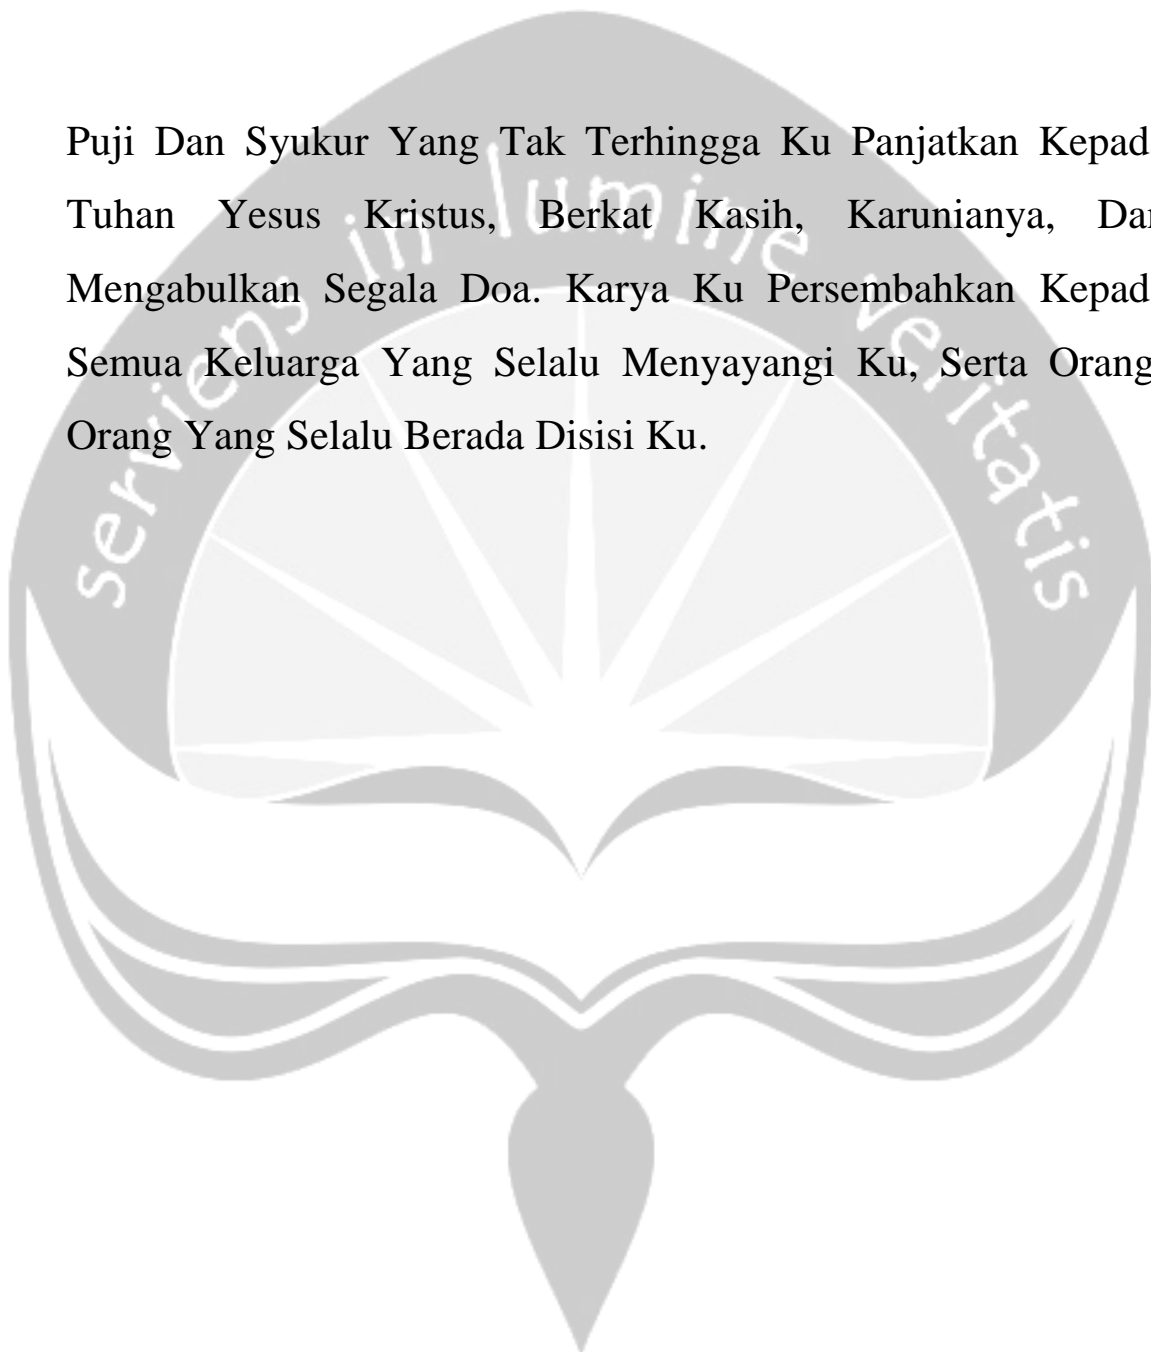 Puji Dan Syukur Yang Tak Terhingga Ku Panjatkan Kepad
Tuhan Yesus Kristus, Berkat Kasih, Karunianya, Dan
Mengabulkan Segala Doa. Karya Ku Persembahkan Kepad
Semua Keluarga Yang Selalu Menyayangi Ku, Serta Orang
Orang Yang Selalu Berada Disisi Ku.
serviens in lumine veritatis